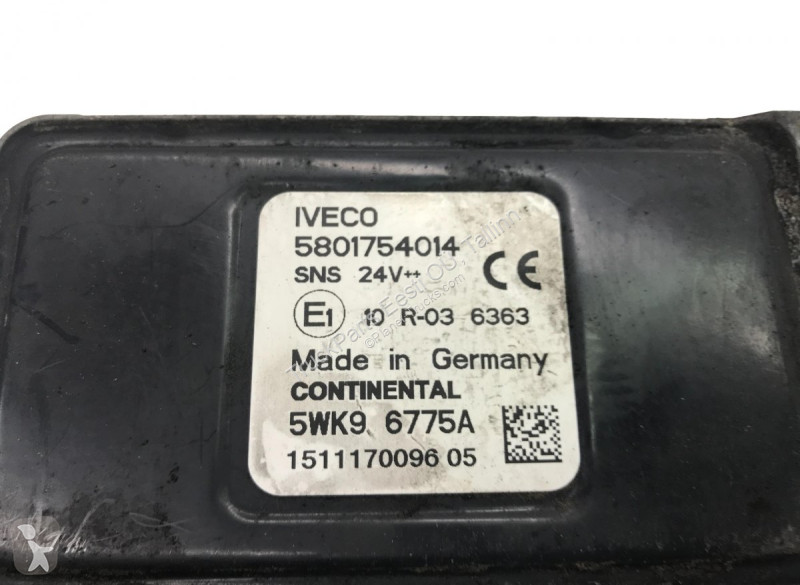 IVECO
5801754014
SNS 24V++
CE
E1 10 R-03 6363
Made in Germany
CONTINENTAL
5WK9 6775A
1511170096 05